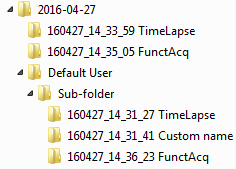 2016-04-27
160427_14_33_59 TimeLapse
160427_14_35_05 FunctAcq
Default User
Sub-folder
160427_14_31_27 TimeLapse
160427_14_31_41 Custom name
160427_14_36_23 FunctAcq